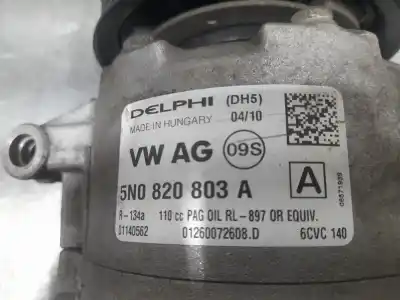 DELPHI (DH5)
MADE IN HUNGARY 04/10
VW AG 09S
5N0 820 803 A A
R-134a 110 cc PAG OIL RL-897 OR EQUIV.
01140562 01260072608.D 6CVC 140